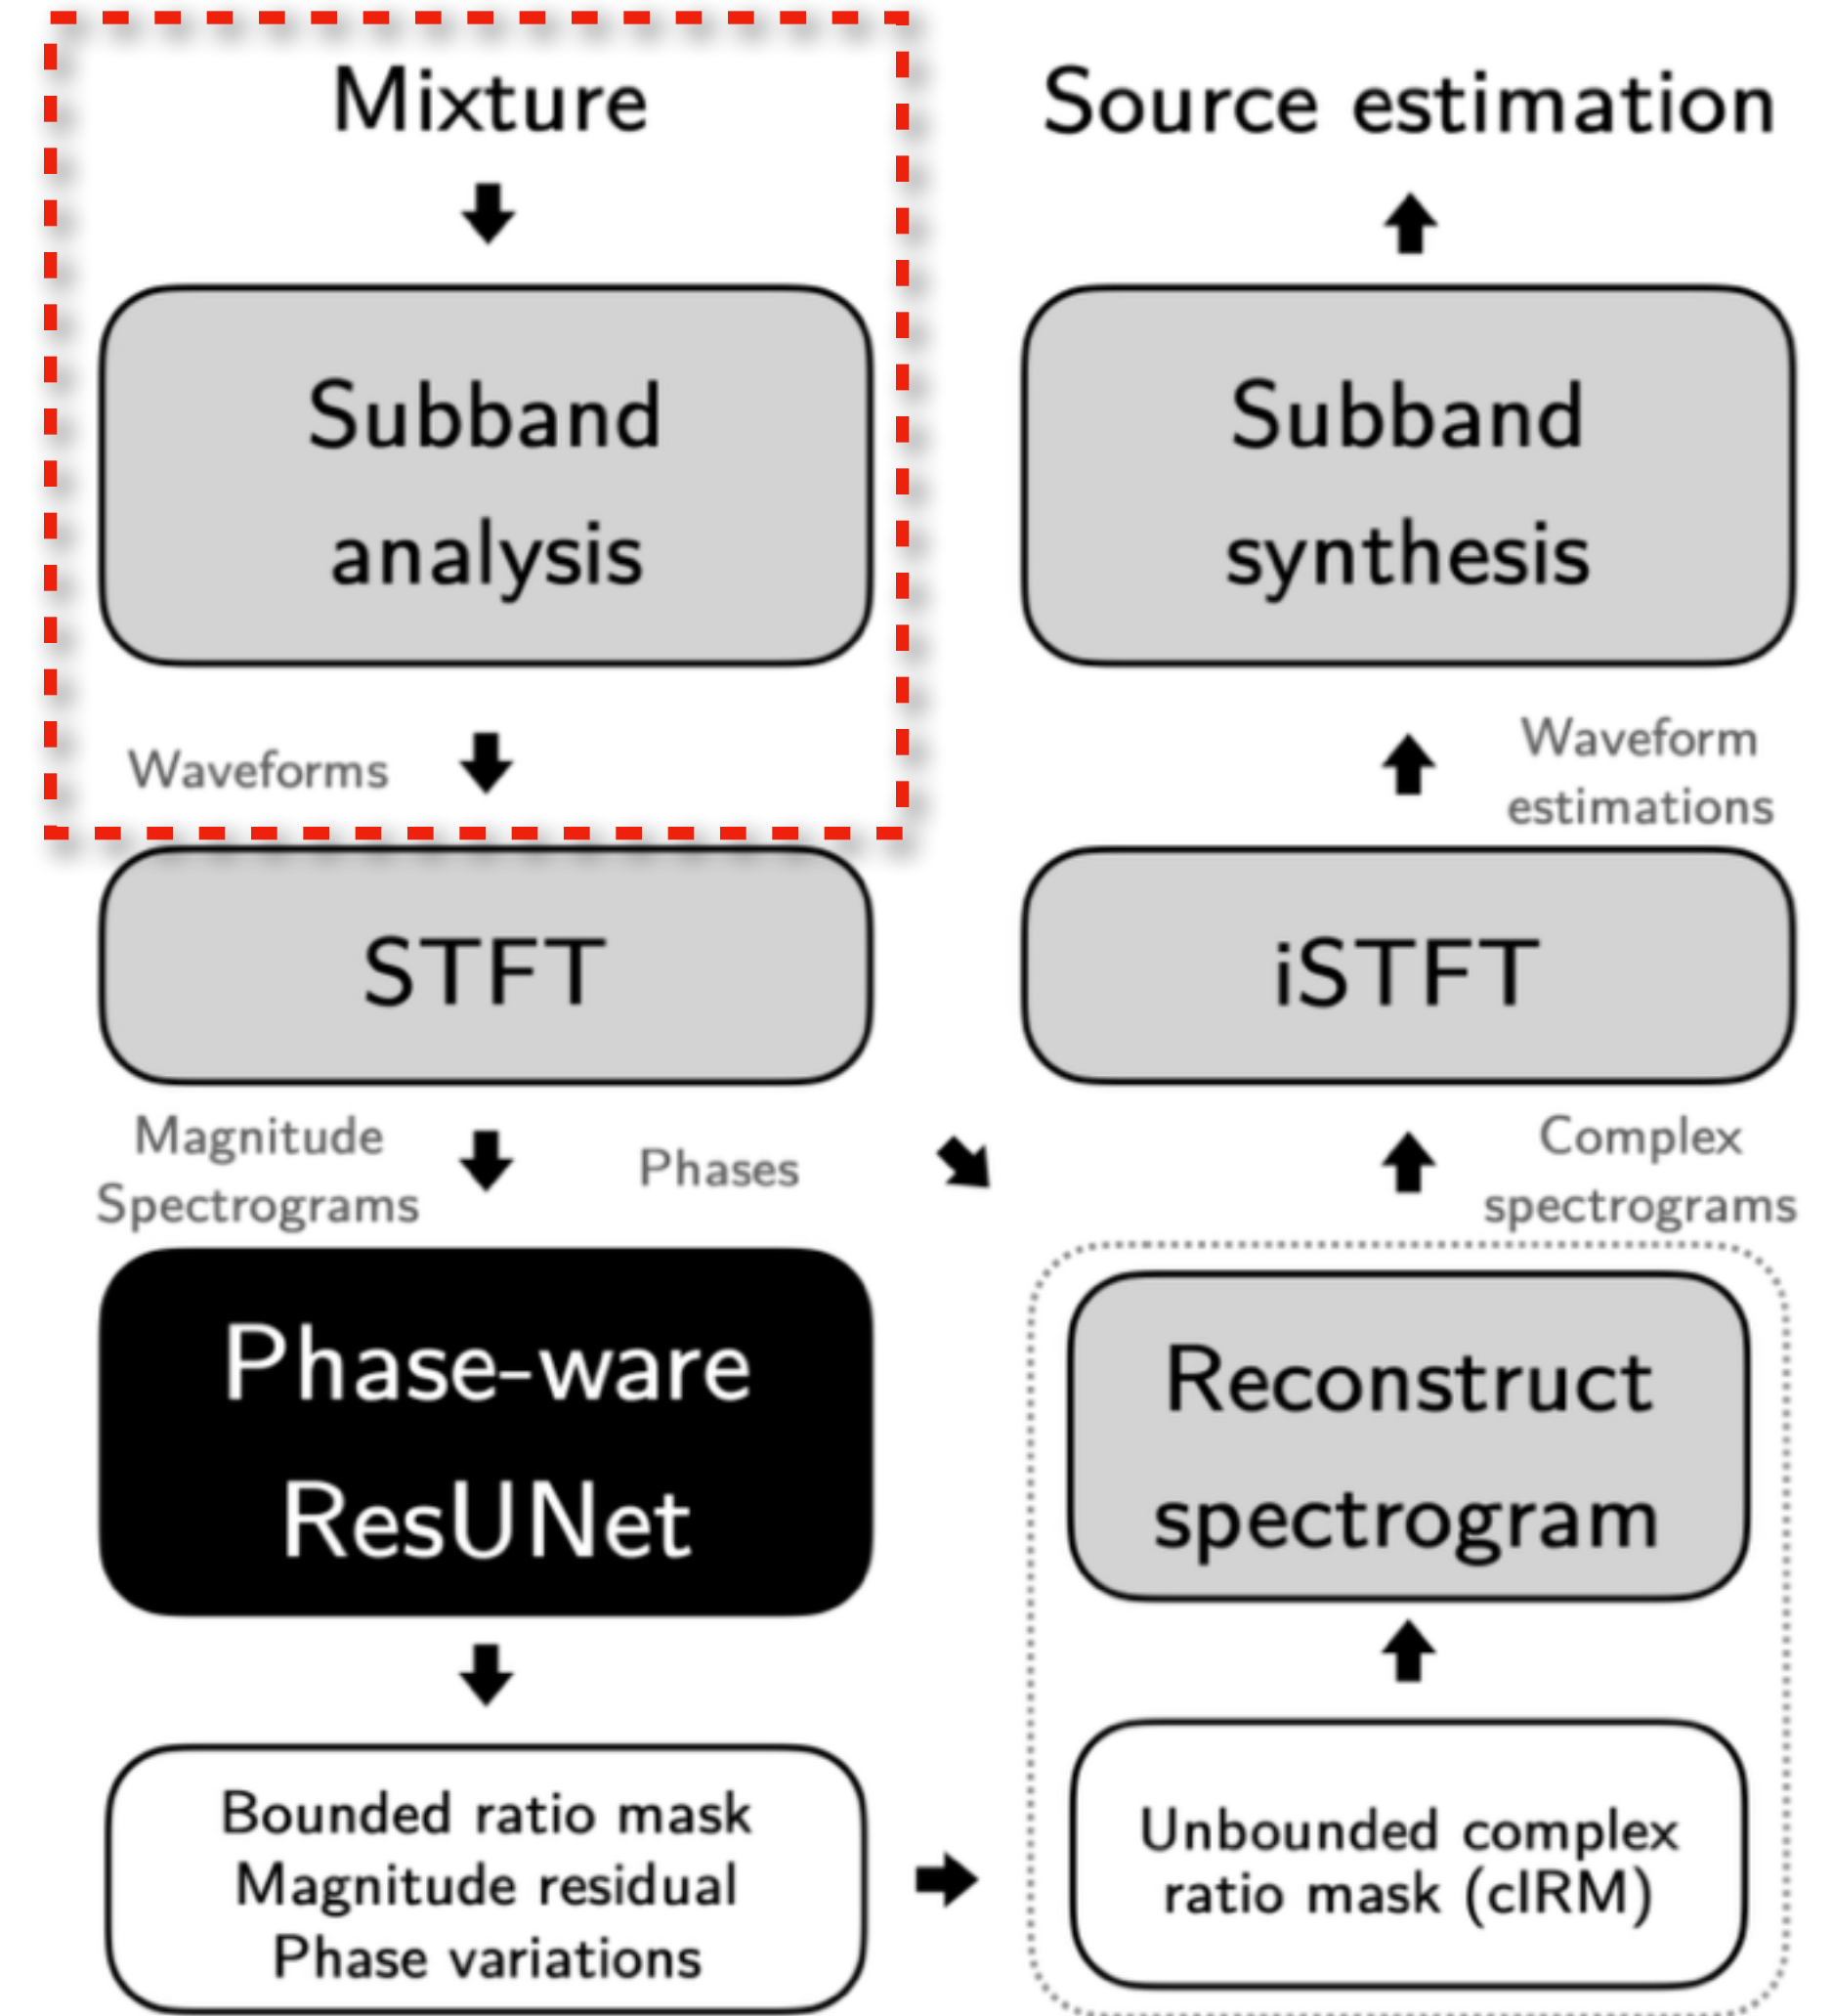 Mixture
Subband
analysis
Waveforms
STFT
Magnitude
Spectrograms
Phases
Phase-ware
ResUNet
Bounded ratio mask
Magnitude residual
Phase variations
Source estimation
Subband
synthesis
Waveform
estimations
iSTFT
Complex
spectrograms
Reconstruct
spectrogram
Unbounded complex
ratio mask (cIRM)